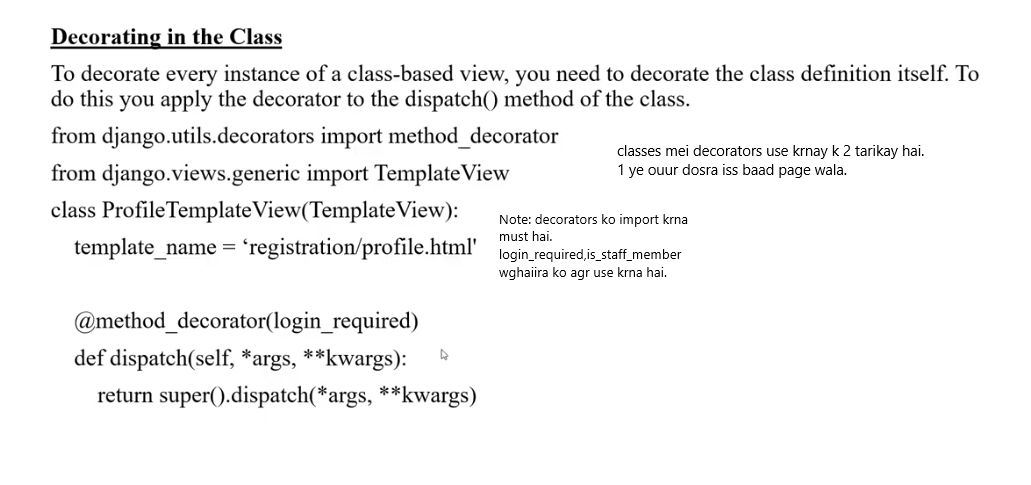 Decorating in the Class
To decorate every instance of a class-based view, you need to decorate the class definition itself. To
do this you apply the decorator to the dispatch() method of the class.
from django.utils.decorators import method_decorator
from django.views.generic import TemplateView
class ProfileTemplateView(TemplateView):
template_name = ‘registration/profile.html'
classes mei decorators use krnay k 2 tarikay hai.
1 ye ouur dosra iss baad page wala.
Note: decorators ko import krna
must hai.
login_required,is_staff_member
wghaiira ko agr use krna hai.
@method_decorator(login_required)
def dispatch(self, *args, **kwargs):
return super().dispatch(*args, **kwargs)